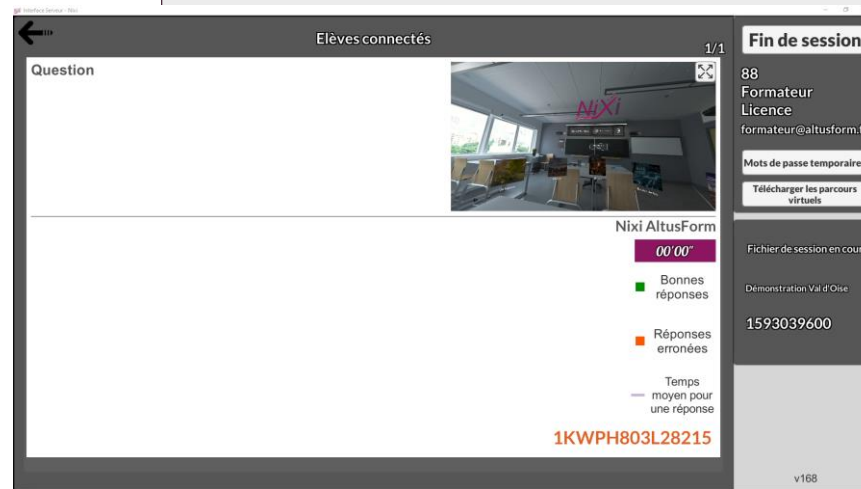 Interface Serveur - Nixi
Elèves connectés
1/1
Question
NiXi
Nixi AltusForm
00'00"
Bonnes
réponses
Réponses
erronées
Temps
moyen pour
une réponse
1KWPH803L28215
Fin de session
88
Formateur
Licence
formateur@altusform.f
Mots de passe temporaire
Télécharger les parcours
virtuels
Fichier de session en cour
Démonstration Val d'Oise
1593039600
v168